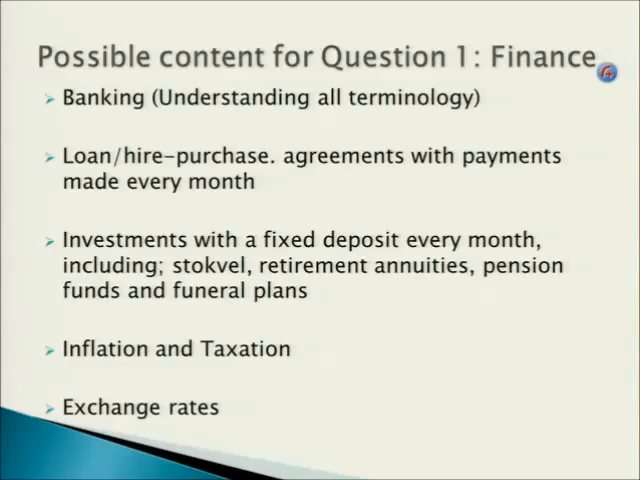 Possible content for Question 1: Finance
Banking (Understanding all terminology)
Loan/hire-purchase. agreements with payments
made every month
Investments with a fixed deposit every month,
including; stokvel, retirement annuities, pension
funds and funeral plans
Inflation and Taxation
Exchange rates